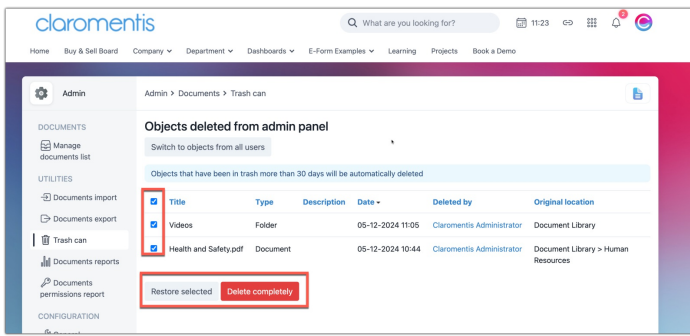 claromentis
What are you looking for?
11:23
2
Home Buy & Sell Board Company Department Dashboards E-Form Examples Learning Projects Book a Demo
Admin
Admin > Documents > Trash can
DOCUMENTS
Manage
documents list
UTILITIES
Documents import
Documents export
Trash can
Documents reports
Documents
permissions report
CONFIGURATION
Objects deleted from admin panel
Switch to objects from all users
Objects that have been in trash more than 30 days will be automatically deleted
Title Type Description Date Deleted by Original location
Videos Folder 05-12-2024 11:05 Claromentis Administrator Document Library
Health and Safety.pdf Document 05-12-2024 10:44 Claromentis Administrator Document Library > Human
Resources
Restore selected Delete completely